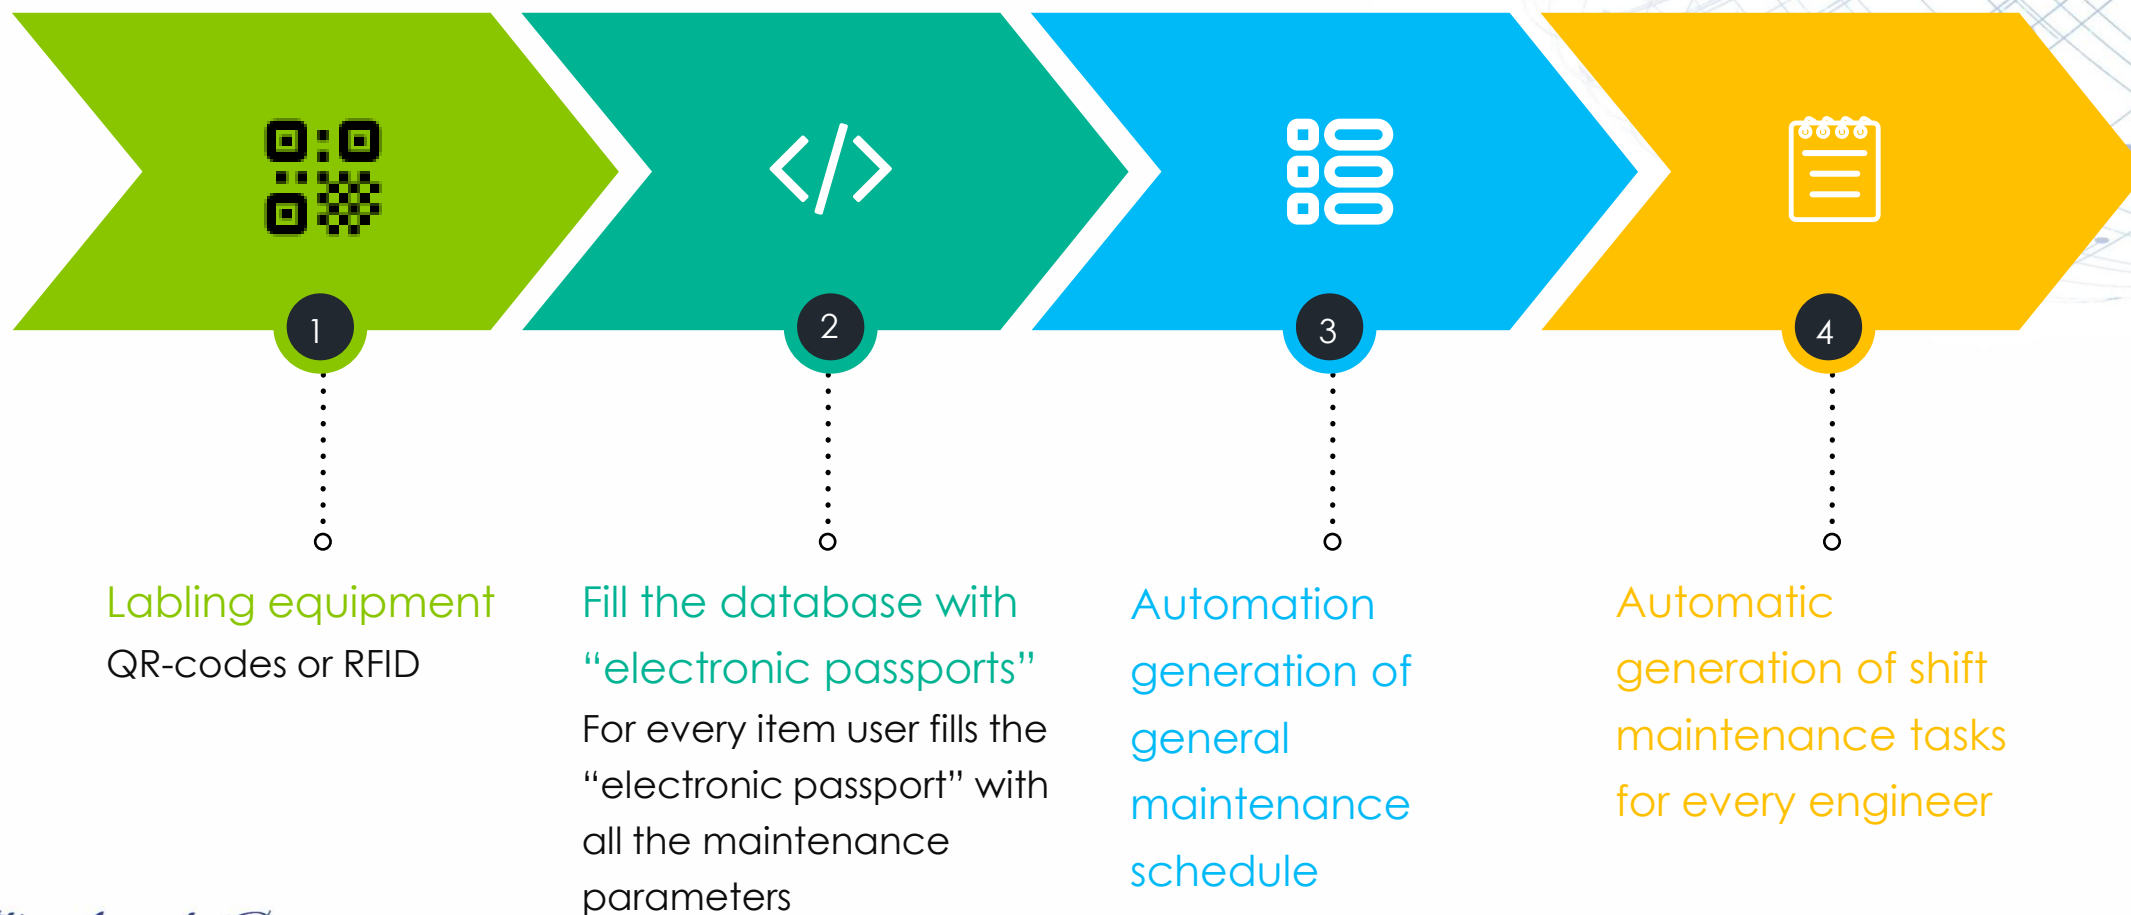 1
2
3
4
Labling equipment
QR-codes or RFID
Fill the database with
“electronic passports”
For every item user fills the
“electronic passport” with
all the maintenance
parameters
Automation
generation of
general
maintenance
schedule
Automatic
generation of shift
maintenance tasks
for every engineer